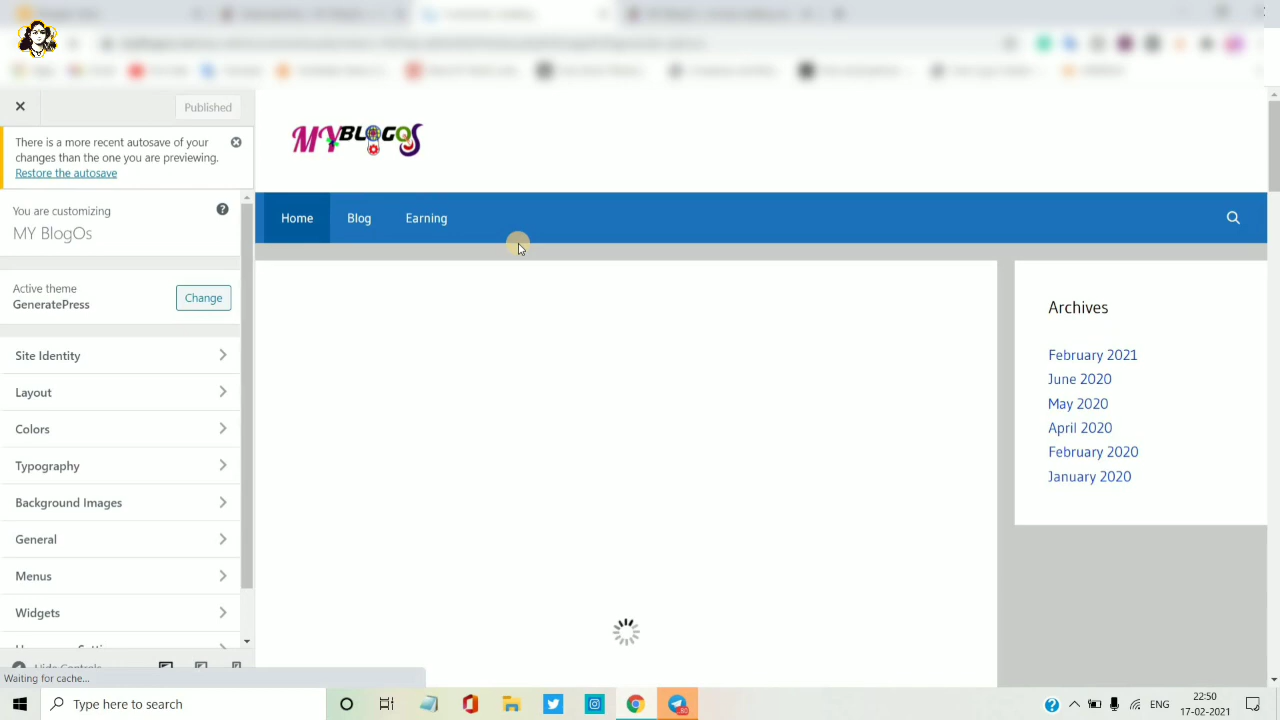 Published
There is a more recent autosave of your
changes than the one you are previewing.
Restore the autosave
You are customizing
MY BlogOs
Active theme
GeneratePress
Change
Site Identity
Layout
Colors
Typography
Background Images
General
Menus
Widgets
Hide Controls
Waiting for cache...
MYBLOGOS
Home
Blog
Earning
Archives
February 2021
June 2020
May 2020
April 2020
February 2020
January 2020
Type here to search
ENG
22:50
17-02-2021